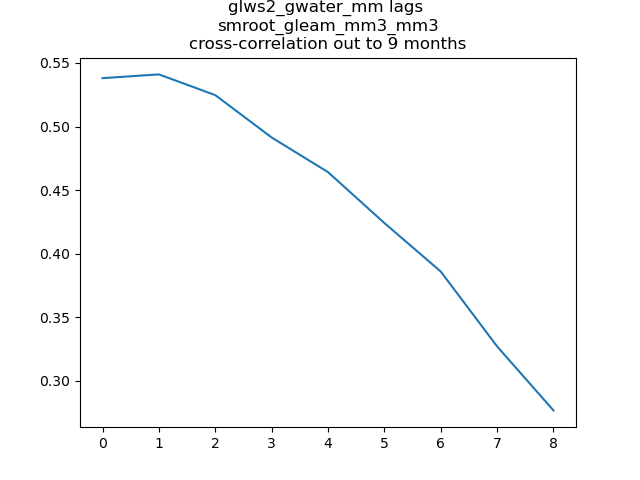 glws2_gwater_mm lags
smroot_gleam_mm3_mm3
cross-correlation out to 9 months
0.55
0.50
0.45
0.40
0.35
0.30
0 1 2 3 4 5 6 7 8